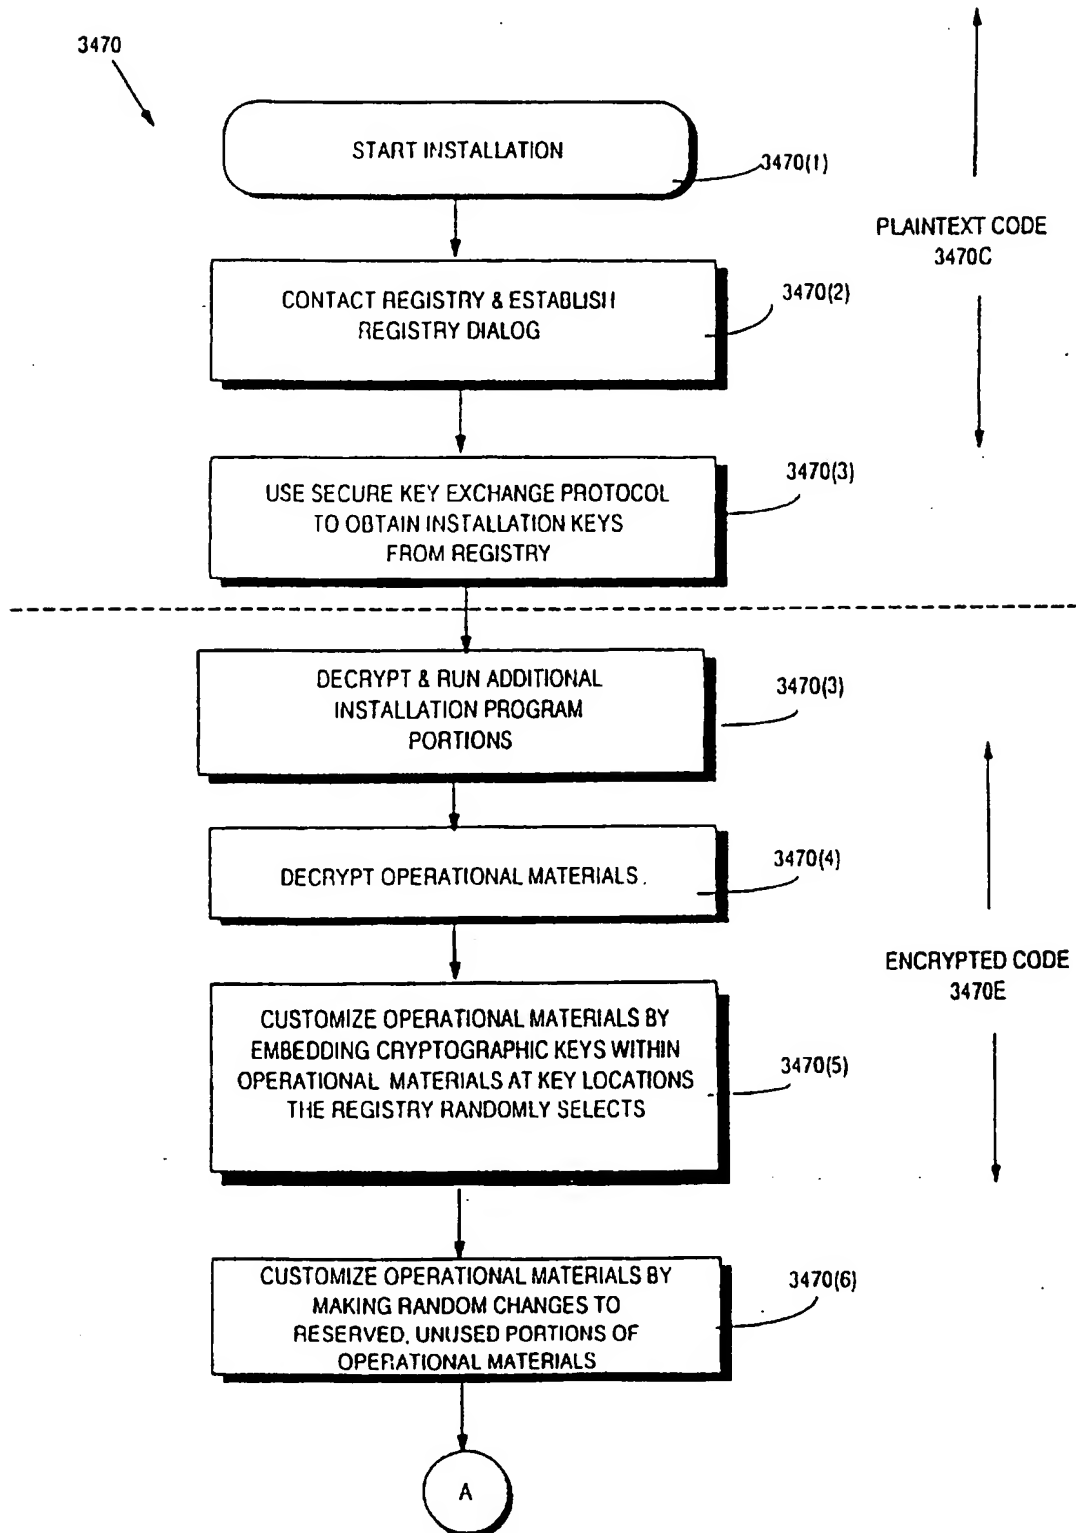 3470
START INSTALLATION
3470(1)
PLAINTEXT CODE
3470C
CONTACT REGISTRY & ESTABLISH
REGISTRY DIALOG
3470(2)
USE SECURE KEY EXCHANGE PROTOCOL
TO OBTAIN INSTALLATION KEYS
FROM REGISTRY
3470(3)
DECRYPT & RUN ADDITIONAL
INSTALLATION PROGRAM
PORTIONS
3470(3)
DECRYPT OPERATIONAL MATERIALS.
3470(4)
ENCRYPTED CODE
3470E
CUSTOMIZE OPERATIONAL MATERIALS BY
EMBEDDING CRYPTOGRAPHIC KEYS WITHIN
OPERATIONAL MATERIALS AT KEY LOCATIONS
THE REGISTRY RANDOMLY SELECTS
3470(5)
CUSTOMIZE OPERATIONAL MATERIALS BY
MAKING RANDOM CHANGES TO
RESERVED, UNUSED PORTIONS OF
OPERATIONAL MATERIALS
3470(6)
A